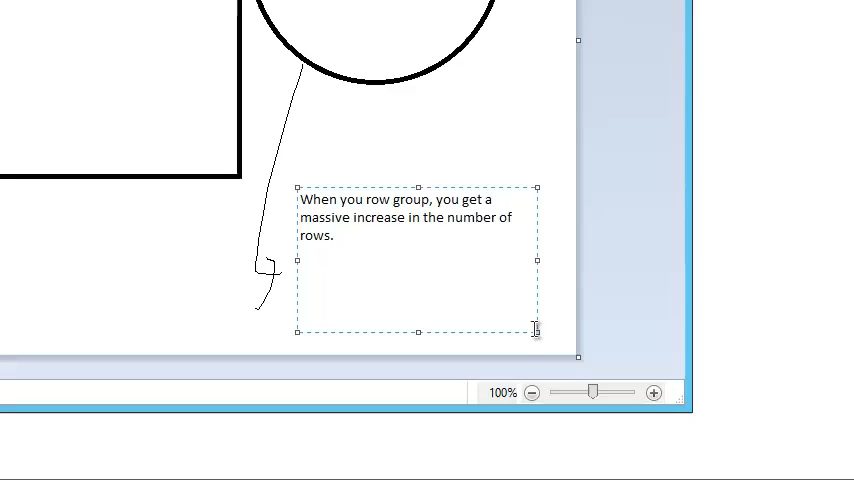 When you row group, you get a
massive increase in the number of
rows.
100%